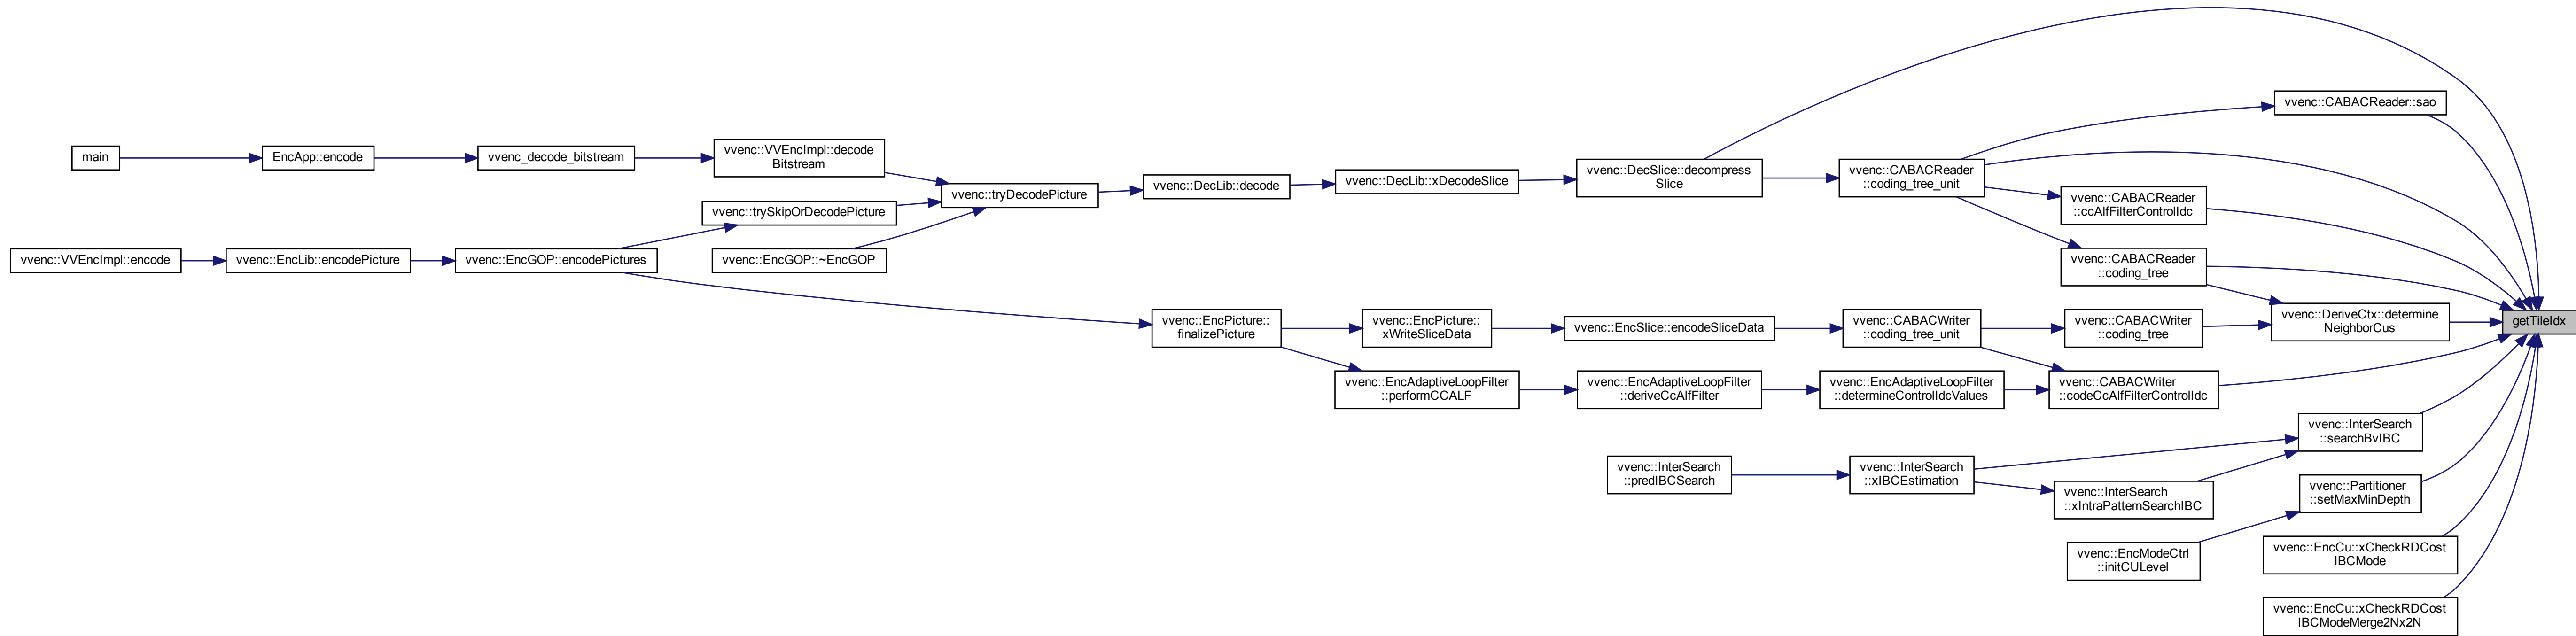 main
EncApp::encode
vvenc_decode_bitstream
vvenc::VVEncImpl::decode
Bitstream
vvenc::tryDecodePicture
vvenc::trySkipOrDecodePicture
vvenc::EncGOP::~EncGOP
vvenc::VVEncImpl::encode
vvenc::EncLib::encodePicture
vvenc::EncGOP::encodePictures
vvenc::DecLib::decode
vvenc::DecLib::xDecodeSlice
vvenc::DecSlice::decompress
Slice
vvenc::CABACReader
::coding_tree_unit
vvenc::CABACReader::sao
vvenc::CABACReader
::ccAlfFilterControlIdc
vvenc::CABACReader
::coding_tree
vvenc::EncPicture::
finalizePicture
vvenc::EncPicture::
xWriteSliceData
vvenc::EncSlice::encodeSliceData
vvenc::CABACWriter
::coding_tree_unit
vvenc::CABACWriter
::coding_tree
vvenc::DeriveCtx::determine
NeighborCus
getTileIdx
vvenc::EncAdaptiveLoopFilter
::performCCALF
vvenc::EncAdaptiveLoopFilter
::deriveCcAlfFilter
vvenc::EncAdaptiveLoopFilter
::determineControlIdcValues
vvenc::CABACWriter
::codeCcAlfFilterControlIdc
vvenc::InterSearch
::searchBvIBC
vvenc::InterSearch
::predIBCSearch
vvenc::InterSearch
::xIBCEstimation
vvenc::InterSearch
::xIntraPatternSearchIBC
vvenc::Partitioner
::setMaxMinDepth
vvenc::EncModeCtrl
::initCULevel
vvenc::EncCu::xCheckRDCost
IBCMode
vvenc::EncCu::xCheckRDCost
IBCModeMerge2Nx2N